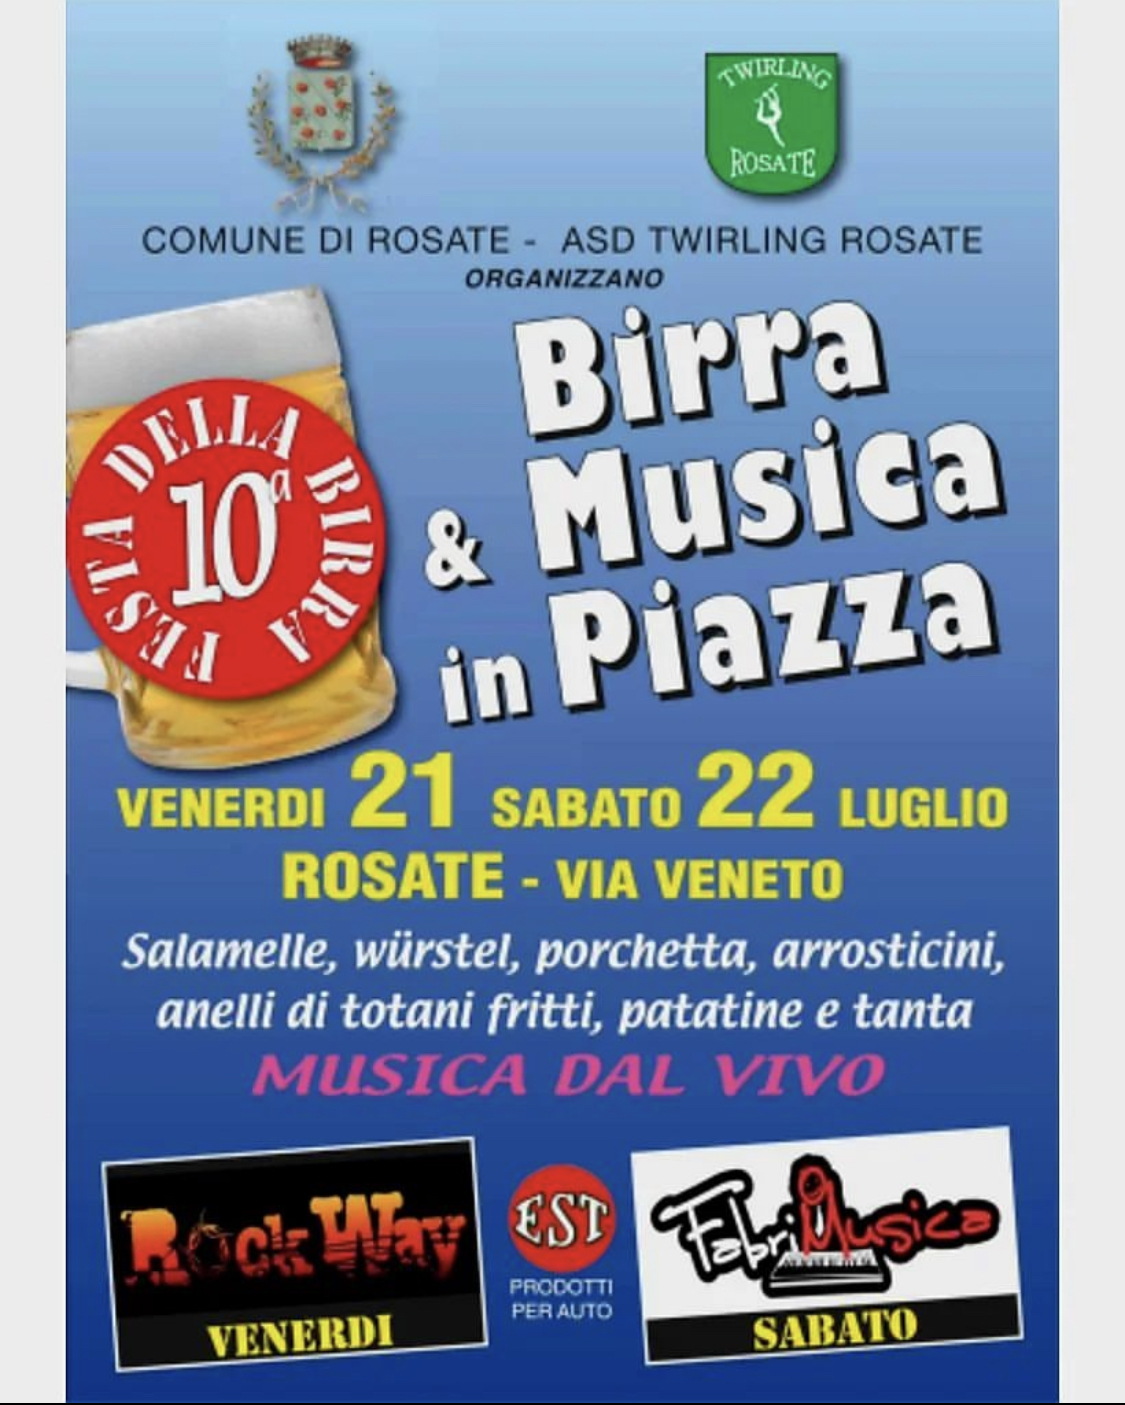 TWIRLING
ROSATE
COMUNE DI ROSATE - ASD TWIRLING ROSATE
ORGANIZZANO
Birra
& Musica
in Piazza
10ª FESTA DELLA BIRRA
VENERDI 21 SABATO 22 LUGLIO
ROSATE - VIA VENETO
Salamelle, würstel, porchetta, arrosticini,
anelli di totani fritti, patatine e tanta
MUSICA DAL VIVO
RockWay
VENERDI
EST
PRODOTTI
PER AUTO
FabriMusica
SABATO